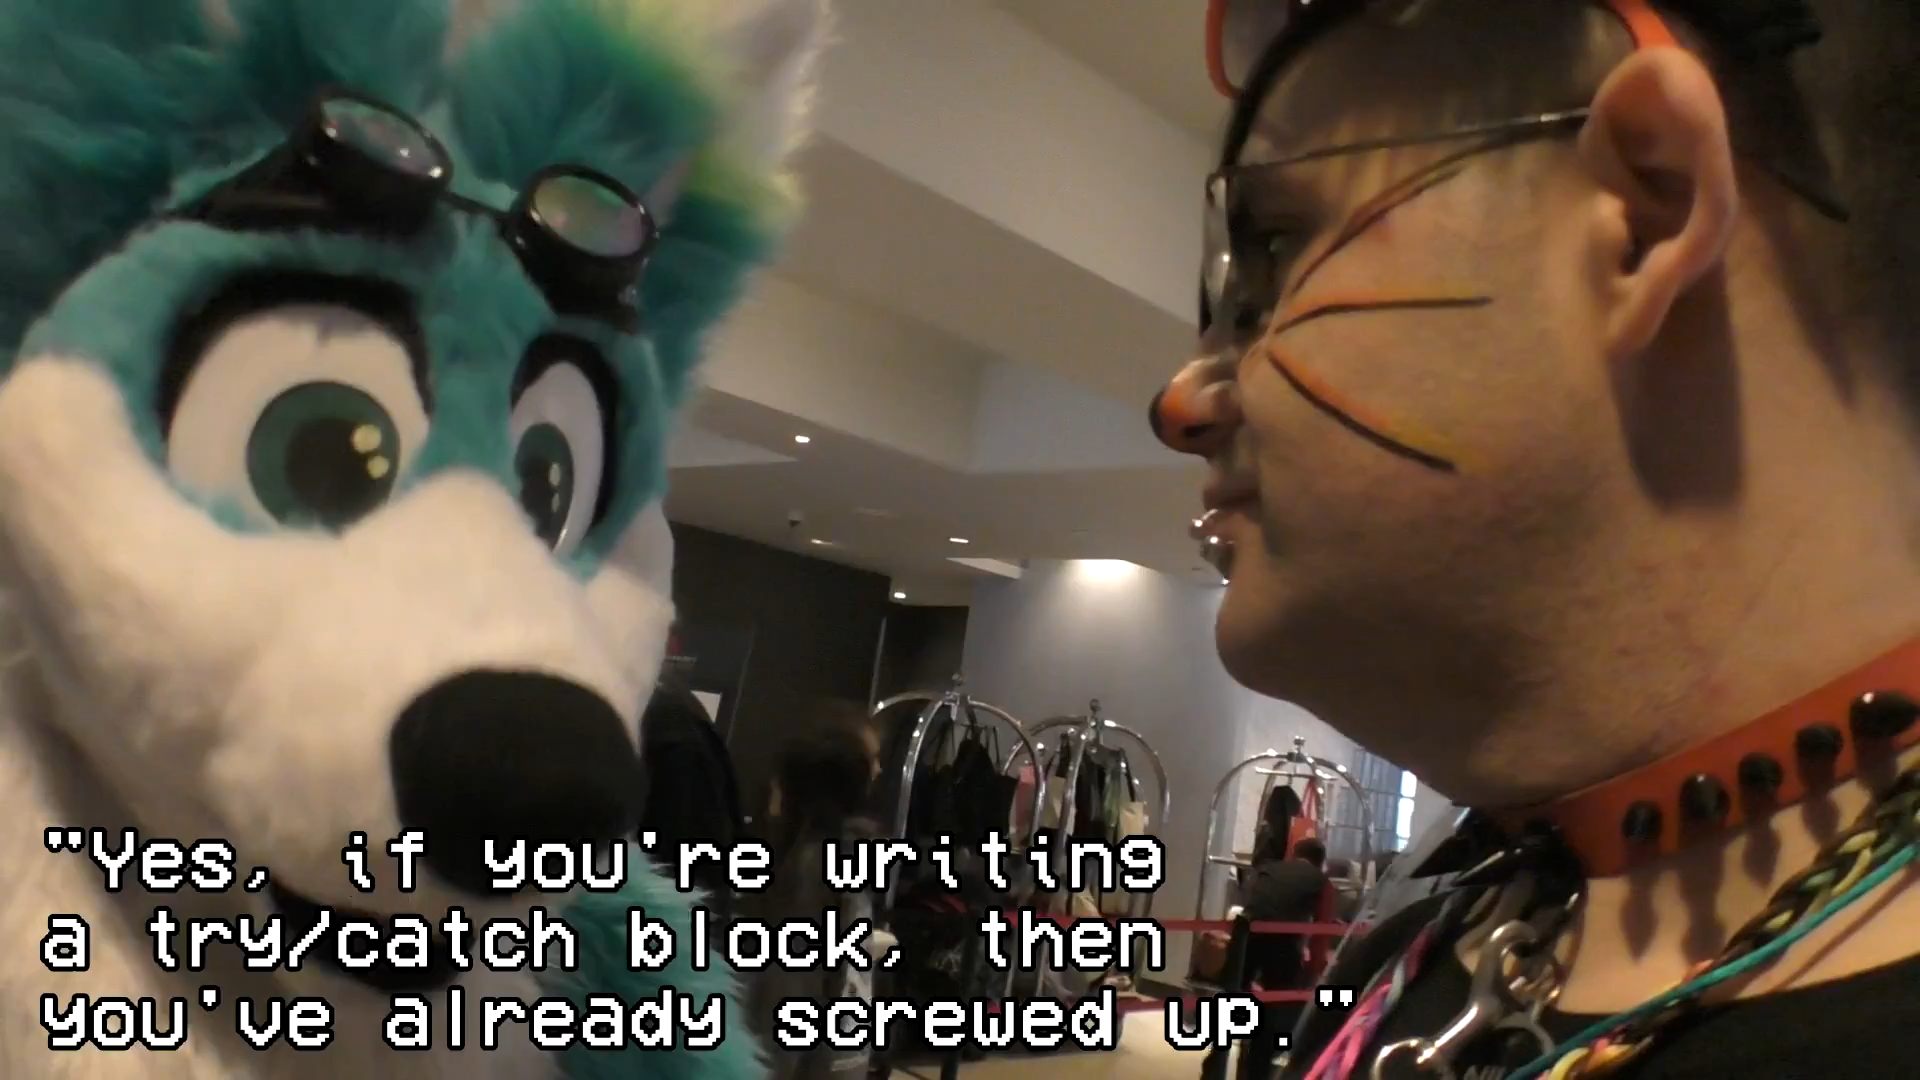 "Yes, if you're writing
a try/catch block, then
you've already screwed up."